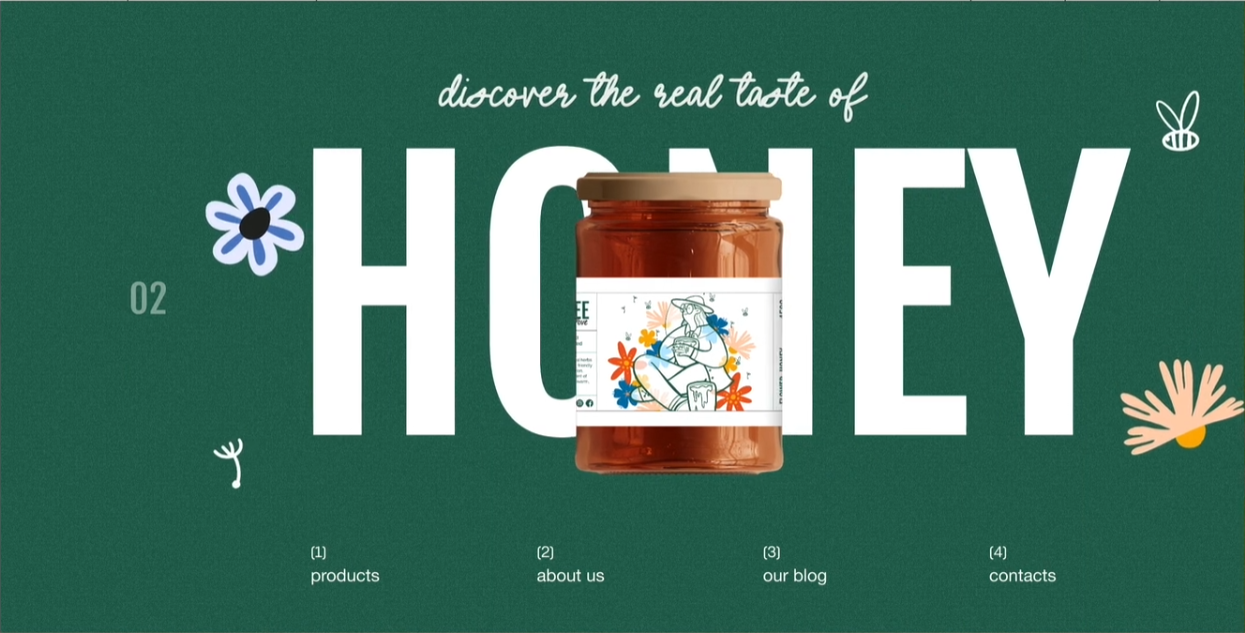 discover the real taste of
HONEY
02
(1)
products
(2)
about us
(3)
our blog
(4)
contacts